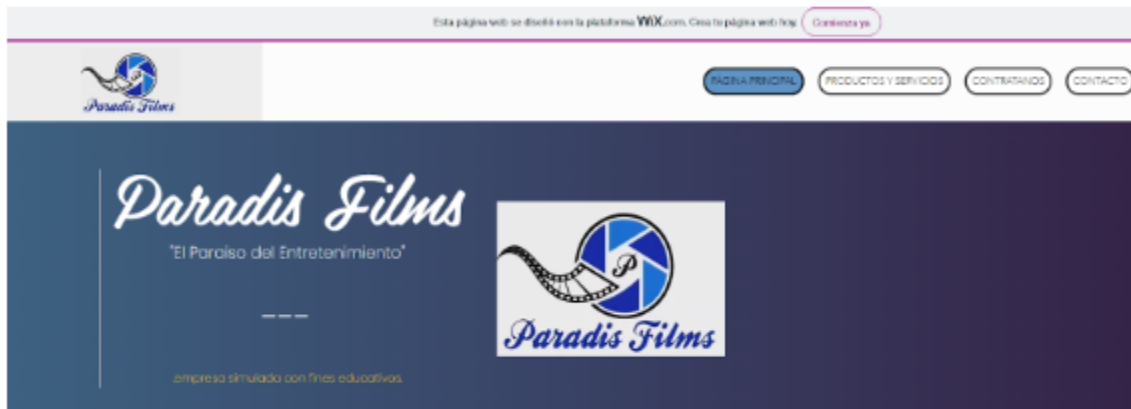 Esta página web se diseñó con la plataforma WIX.com. Crea tu página web hoy. Comienza ya
Paradis Films
PÁGINA PRINCIPAL PRODUCTOS Y SERVICIOS CONTRATANOS CONTACTO
Paradis Films
"El Paraiso del Entretenimiento"
P
Paradis Films
empresa simulada con fines educativos.